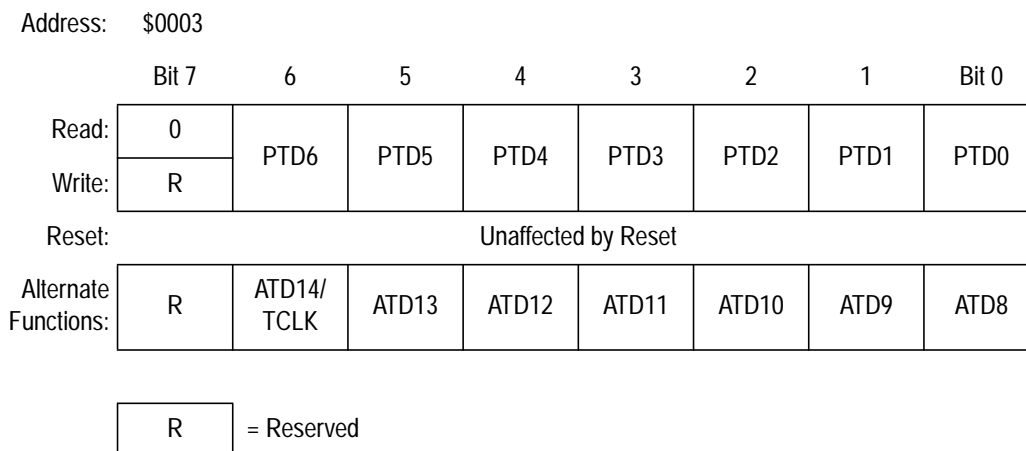 Address: $0003
Bit 7 6 5 4 3 2 1 Bit 0
Read: 0 PTD6 PTD5 PTD4 PTD3 PTD2 PTD1 PTD0
Write: R
Reset: Unaffected by Reset
Alternate Functions: R ATD14/ TCLK ATD13 ATD12 ATD11 ATD10 ATD9 ATD8
R = Reserved